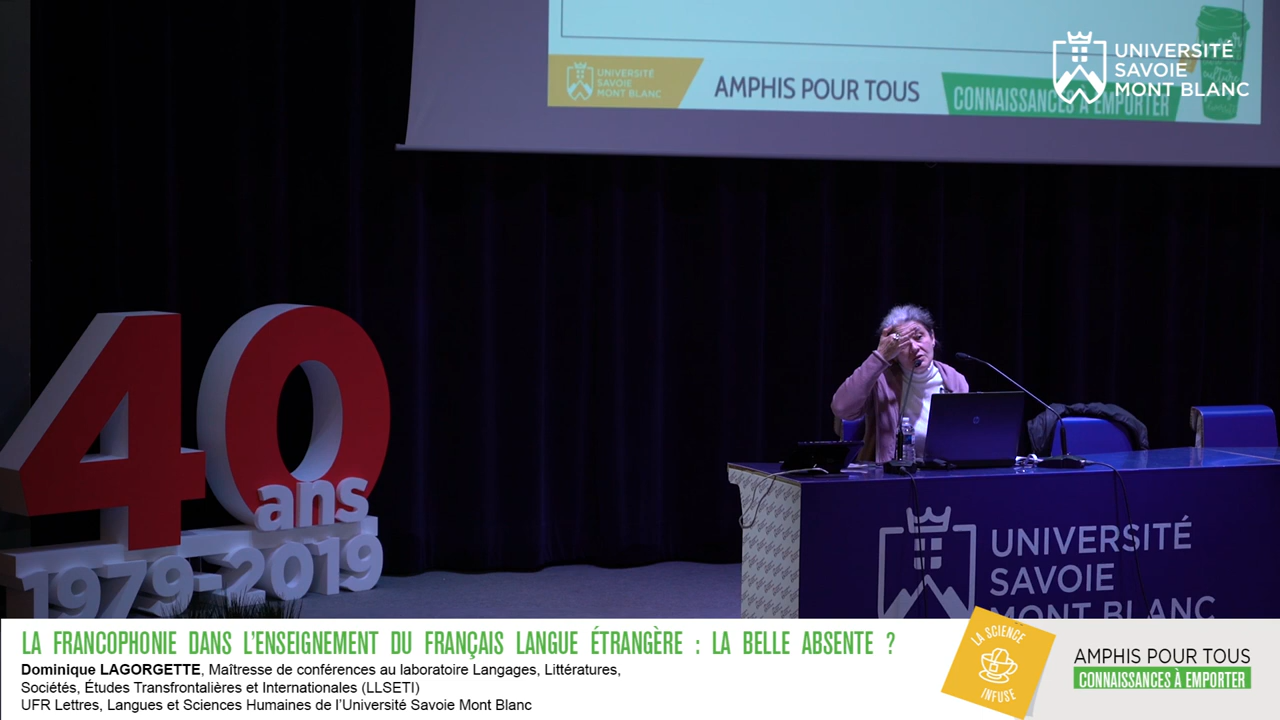 UNIVERSITÉ
SAVOIE
MONT BLANC
AMPHIS POUR TOUS
CONNAISSANCES À EMPORTER
UNIVERSITÉ
SAVOIE
MONT BLANC
40
ans
1979-2019
hp
UNIVERSITÉ
SAVOIE
MONT BLANC
LA FRANCOPHONIE DANS L'ENSEIGNEMENT DU FRANÇAIS LANGUE ÉTRANGÈRE : LA BELLE ABSENTE ?
Dominique LAGORGETTE, Maîtresse de conférences au laboratoire Langages, Littératures,
Sociétés, Études Transfrontalières et Internationales (LLSETI)
UFR Lettres, Langues et Sciences Humaines de l'Université Savoie Mont Blanc
LA SCIENCE
INFUSE
AMPHIS POUR TOUS
CONNAISSANCES À EMPORTER